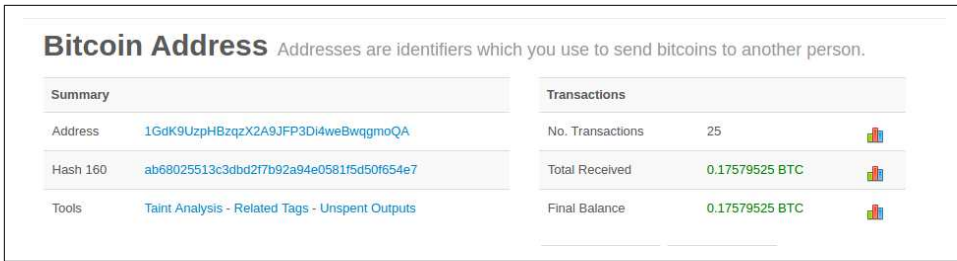 Bitcoin Address Addresses are identifiers which you use to send bitcoins to another person.
Summary
Address 1GdK9UzpHBzqzX2A9JFP3Di4weBwqgmoQA
Hash 160 ab68025513c3dbd2f7b92a94e0581f5d50f654e7
Tools Taint Analysis - Related Tags - Unspent Outputs
Transactions
No. Transactions 25
Total Received 0.17579525 BTC
Final Balance 0.17579525 BTC